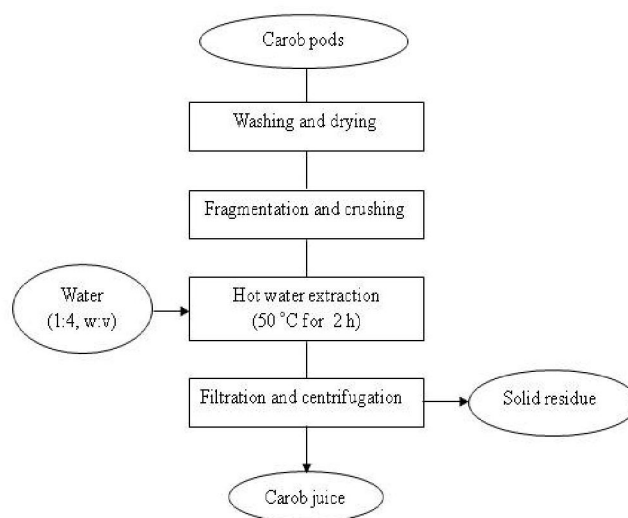 Carob pods
Washing and drying
Fragmentation and crushing
Water
(1:4, w:v)
Hot water extraction
(50 °C for 2 h)
Filtration and centrifugation
Solid residue
Carob juice